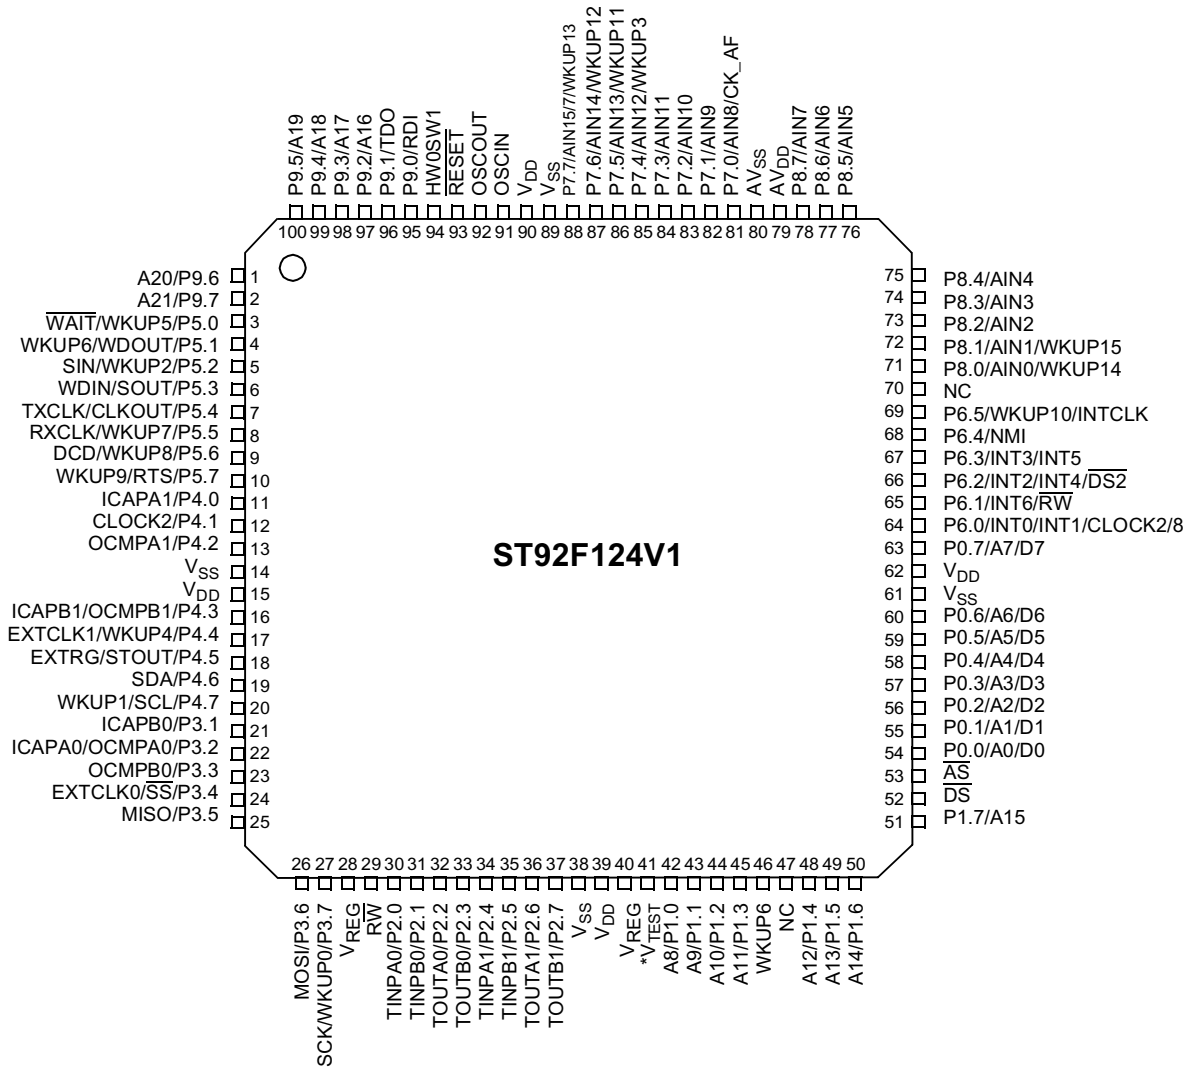 P9.5/A19
P9.4/A18
P9.3/A17
P9.2/A16
P9.1/TDO
P9.0/RDI
HW0SW1
RESET
OSCOUT
OSCIN
VDD
VSS
P7.7/AIN15/7/WKUP13
P7.6/AIN14/WKUP12
P7.5/AIN13/WKUP11
P7.4/AIN12/WKUP3
P7.3/AIN11
P7.2/AIN10
P7.1/AIN9
P7.0/AIN8/CK_AF
AVSS
AVDD
P8.7/AIN7
P8.6/AIN6
P8.5/AIN5
100 99 98 97 96 95 94 93 92 91 90 89 88 87 86 85 84 83 82 81 80 79 78 77 76
A20/P9.6 1
A21/P9.7 2
WAIT/WKUP5/P5.0 3
WKUP6/WDOUT/P5.1 4
SIN/WKUP2/P5.2 5
WDIN/SOUT/P5.3 6
TXCLK/CLKOUT/P5.4 7
RXCLK/WKUP7/P5.5 8
DCD/WKUP8/P5.6 9
WKUP9/RTS/P5.7 10
ICAPA1/P4.0 11
CLOCK2/P4.1 12
OCMPA1/P4.2 13
VSS 14
VDD 15
ICAPB1/OCMPB1/P4.3 16
EXTCLK1/WKUP4/P4.4 17
EXTRG/STOUT/P4.5 18
SDA/P4.6 19
WKUP1/SCL/P4.7 20
ICAPB0/P3.1 21
ICAPA0/OCMPA0/P3.2 22
OCMPB0/P3.3 23
EXTCLK0/SS/P3.4 24
MISO/P3.5 25
ST92F124V1
75 P8.4/AIN4
74 P8.3/AIN3
73 P8.2/AIN2
72 P8.1/AIN1/WKUP15
71 P8.0/AIN0/WKUP14
70 NC
69 P6.5/WKUP10/INTCLK
68 P6.4/NMI
67 P6.3/INT3/INT5
66 P6.2/INT2/INT4/DS2
65 P6.1/INT6/RW
64 P6.0/INT0/INT1/CLOCK2/8
63 P0.7/A7/D7
62 VDD
61 VSS
60 P0.6/A6/D6
59 P0.5/A5/D5
58 P0.4/A4/D4
57 P0.3/A3/D3
56 P0.2/A2/D2
55 P0.1/A1/D1
54 P0.0/A0/D0
53 AS
52 DS
51 P1.7/A15
26 27 28 29 30 31 32 33 34 35 36 37 38 39 40 41 42 43 44 45 46 47 48 49 50
MOSI/P3.6
SCK/WKUP0/P3.7
VREG
RW
TINPA0/P2.0
TINPB0/P2.1
TOUTA0/P2.2
TOUTB0/P2.3
TINPA1/P2.4
TINPB1/P2.5
TOUTA1/P2.6
TOUTB1/P2.7
VSS
VDD
VREG
*VTEST
A8/P1.0
A9/P1.1
A10/P1.2
A11/P1.3
WKUP6
NC
A12/P1.4
A13/P1.5
A14/P1.6